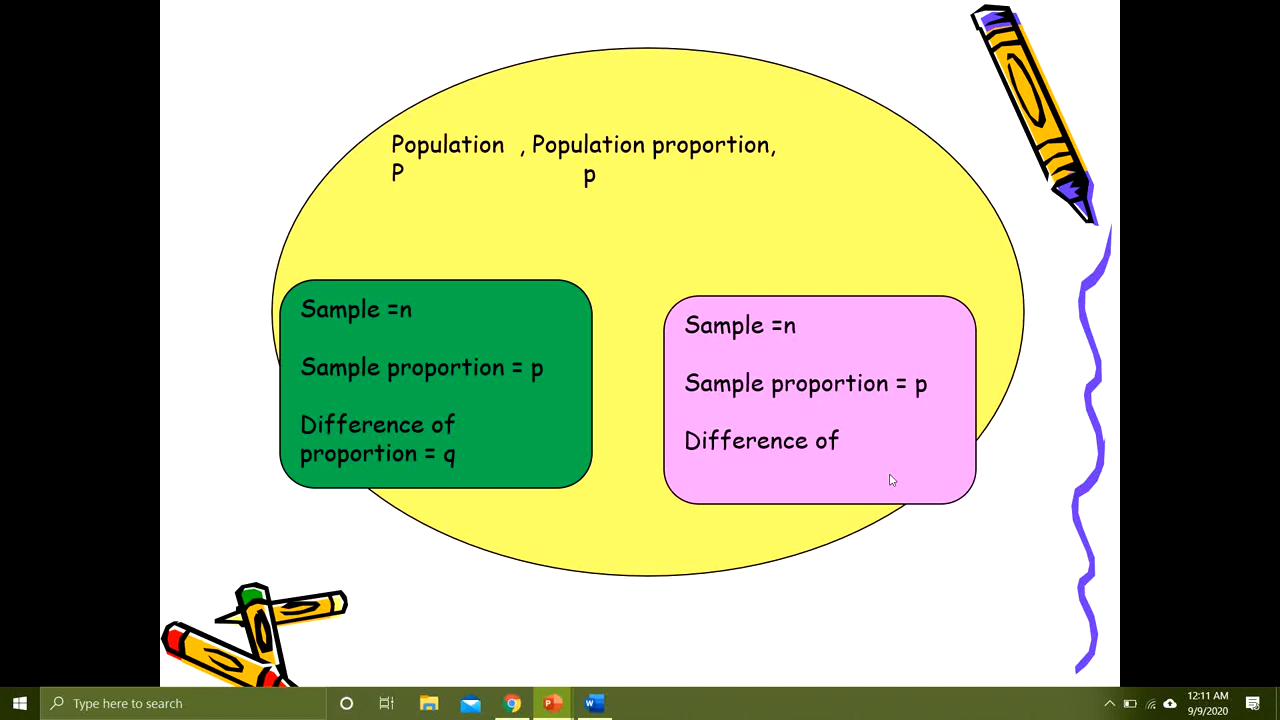 Population , Population proportion,
P p
Sample =n
Sample proportion = p
Difference of
proportion = q
Sample =n
Sample proportion = p
Difference of
Type here to search
12:11 AM
9/9/2020